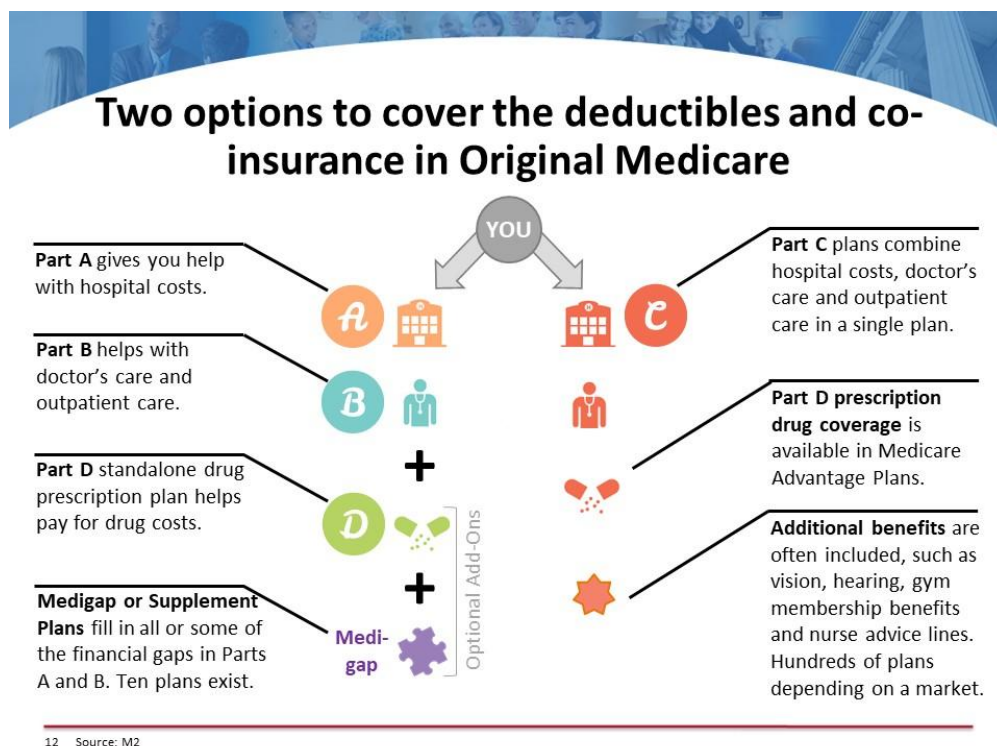 Two options to cover the deductibles and co-
insurance in Original Medicare
YOU
Part A gives you help
with hospital costs.
A
Part B helps with
doctor's care and
outpatient care.
B
Part D standalone drug
prescription plan helps
pay for drug costs.
D
Medigap or Supplement
Plans fill in all or some of
the financial gaps in Parts
A and B. Ten plans exist.
Medi-
gap
Optional Add-Ons
C
Part C plans combine
hospital costs, doctor's
care and outpatient
care in a single plan.
Part D prescription
drug coverage is
available in Medicare
Advantage Plans.
Additional benefits are
often included, such as
vision, hearing, gym
membership benefits
and nurse advice lines.
Hundreds of plans
depending on a market.
12 Source: M2